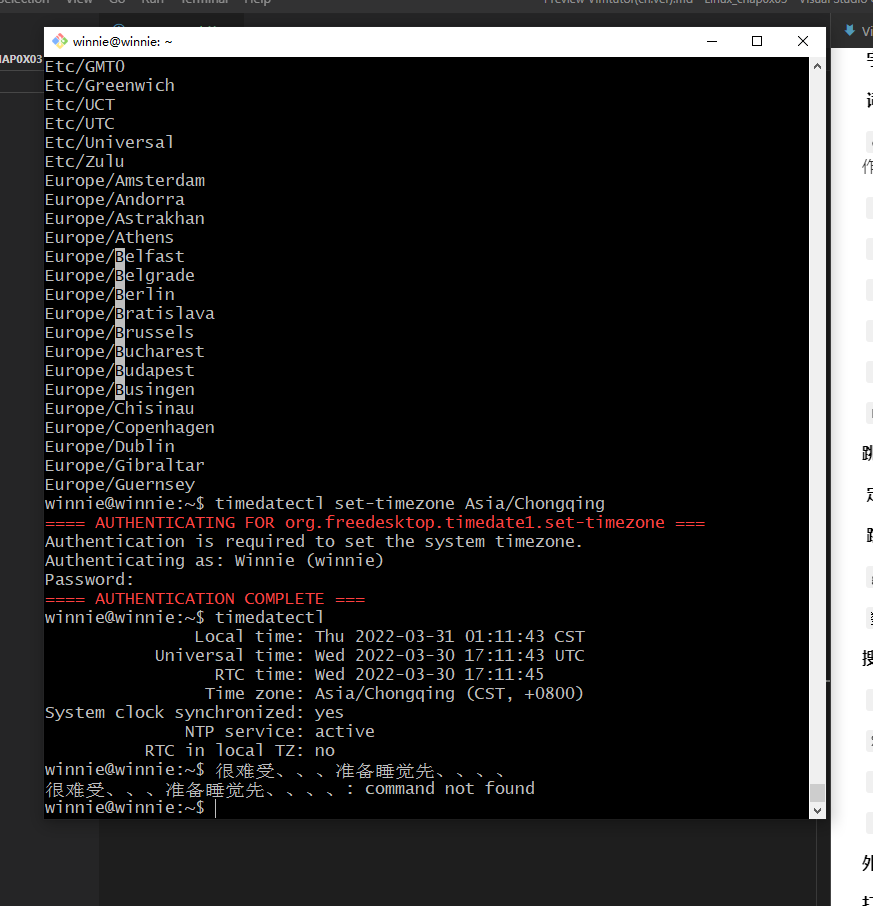 Selection View Go Run Terminal Help Preview Vimtutor(ch.ver).md Linux_chap0x03 Visual Studio
winnie@winnie: ~
Etc/GMT0
Etc/Greenwich
Etc/UCT
Etc/UTC
Etc/Universal
Etc/Zulu
Europe/Amsterdam
Europe/Andorra
Europe/Astrakhan
Europe/Athens
Europe/Belfast
Europe/Belgrade
Europe/Berlin
Europe/Bratislava
Europe/Brussels
Europe/Bucharest
Europe/Budapest
Europe/Busingen
Europe/Chisinau
Europe/Copenhagen
Europe/Dublin
Europe/Gibraltar
Europe/Guernsey
winnie@winnie:~$ timedatectl set-timezone Asia/Chongqing
==== AUTHENTICATING FOR org.freedesktop.timedate1.set-timezone ===
Authentication is required to set the system timezone.
Authenticating as: Winnie (winnie)
Password:
==== AUTHENTICATION COMPLETE ===
winnie@winnie:~$ timedatectl
Local time: Thu 2022-03-31 01:11:43 CST
Universal time: Wed 2022-03-30 17:11:43 UTC
RTC time: Wed 2022-03-30 17:11:45
Time zone: Asia/Chongqing (CST, +0800)
System clock synchronized: yes
NTP service: active
RTC in local TZ: no
winnie@winnie:~$ 很难受、、、准备睡觉先、、、、
很难受、、、准备睡觉先、、、、: command not found
winnie@winnie:~$